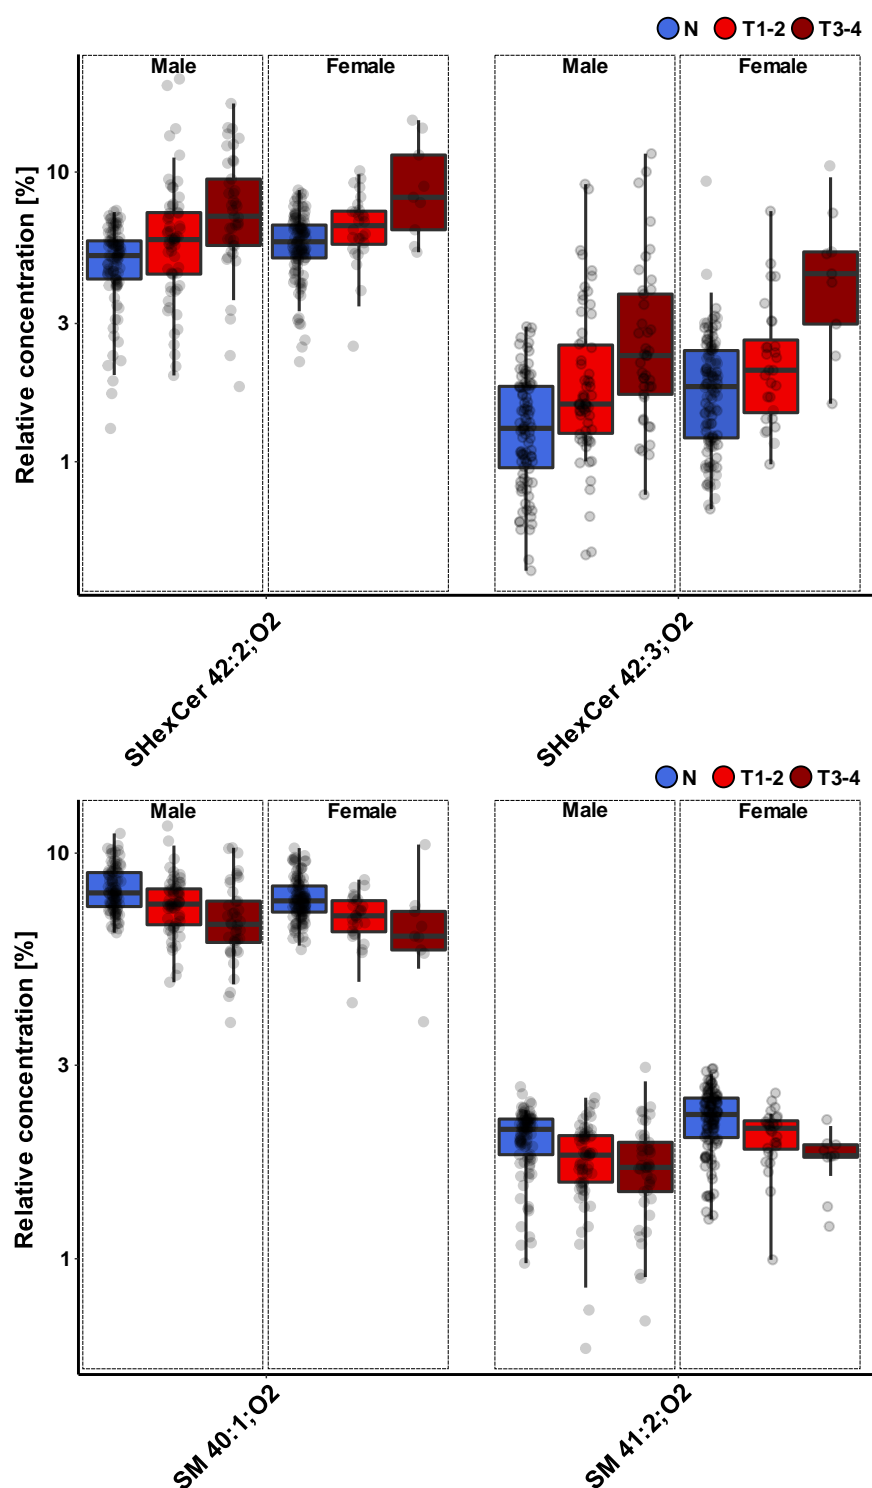 N T1-2 T3-4
Male Female Male Female
Relative concentration [%]
10
3
1
SHexCer 42:2;O2
SHexCer 42:3;O2
N T1-2 T3-4
Male Female Male Female
Relative concentration [%]
10
3
1
SM 40:1;O2
SM 41:2;O2